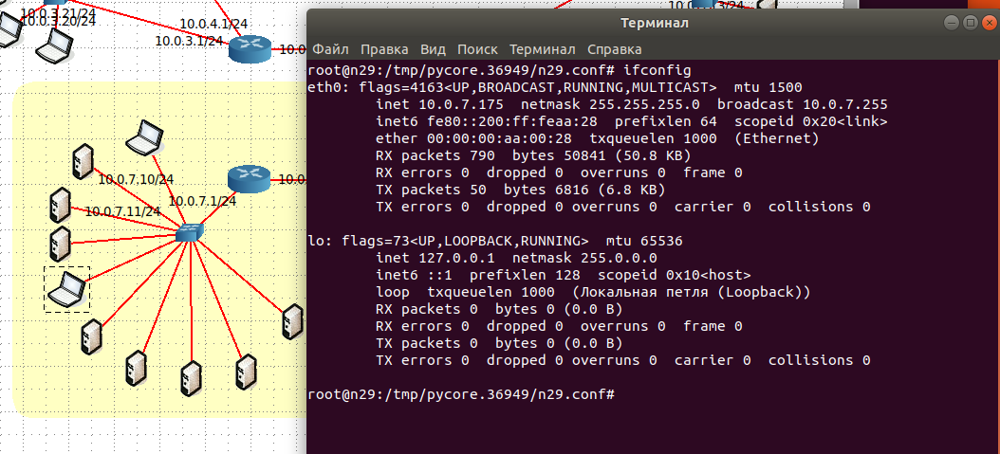 10.0.3.21/24
10.0.3.20/24
10.0.4.1/24
10.0.3.1/24
10.0
/24
10.0.7.10/24
10.0.7.11/24
10.0.7.1/24
10.0
Терминал
Файл Правка Вид Поиск Терминал Справка
root@n29:/tmp/pycore.36949/n29.conf# ifconfig
eth0: flags=4163<UP,BROADCAST,RUNNING,MULTICAST>  mtu 1500
        inet 10.0.7.175  netmask 255.255.255.0  broadcast 10.0.7.255
        inet6 fe80::200:ff:feaa:28  prefixlen 64  scopeid 0x20<link>
        ether 00:00:00:aa:00:28  txqueuelen 1000  (Ethernet)
        RX packets 790  bytes 50841 (50.8 KB)
        RX errors 0  dropped 0  overruns 0  frame 0
        TX packets 50  bytes 6816 (6.8 KB)
        TX errors 0  dropped 0 overruns 0  carrier 0  collisions 0

lo: flags=73<UP,LOOPBACK,RUNNING>  mtu 65536
        inet 127.0.0.1  netmask 255.0.0.0
        inet6 ::1  prefixlen 128  scopeid 0x10<host>
        loop  txqueuelen 1000  (Локальная петля (Loopback))
        RX packets 0  bytes 0 (0.0 B)
        RX errors 0  dropped 0  overruns 0  frame 0
        TX packets 0  bytes 0 (0.0 B)
        TX errors 0  dropped 0 overruns 0  carrier 0  collisions 0

root@n29:/tmp/pycore.36949/n29.conf#